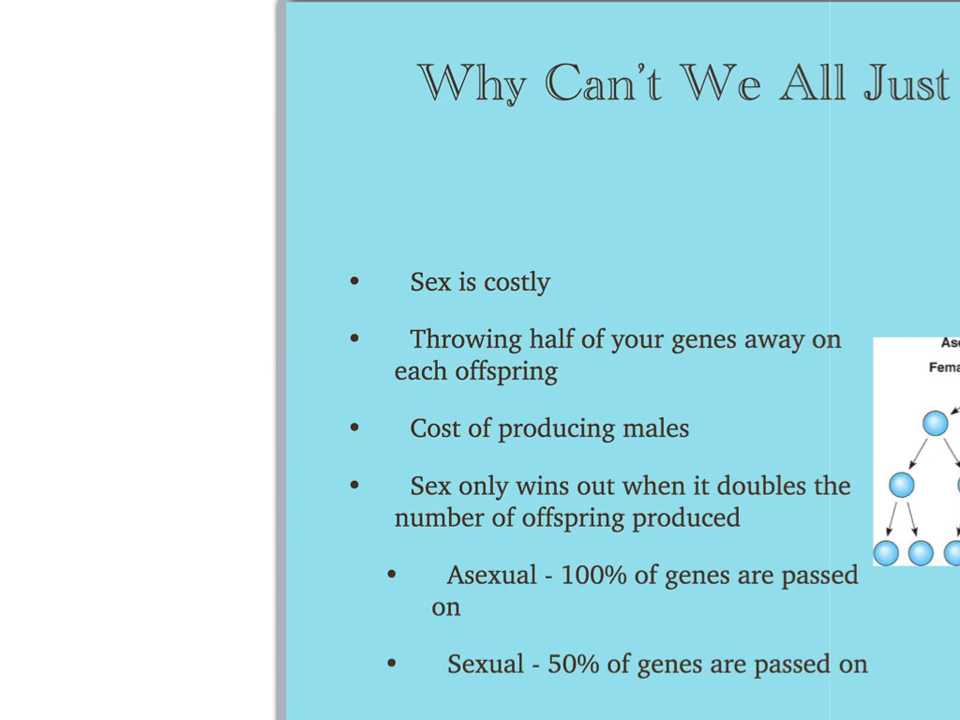 Why Can't We All Just
• Sex is costly
• Throwing half of your genes away on
each offspring
• Cost of producing males
• Sex only wins out when it doubles the
number of offspring produced
• Asexual - 100% of genes are passed
on
• Sexual - 50% of genes are passed on